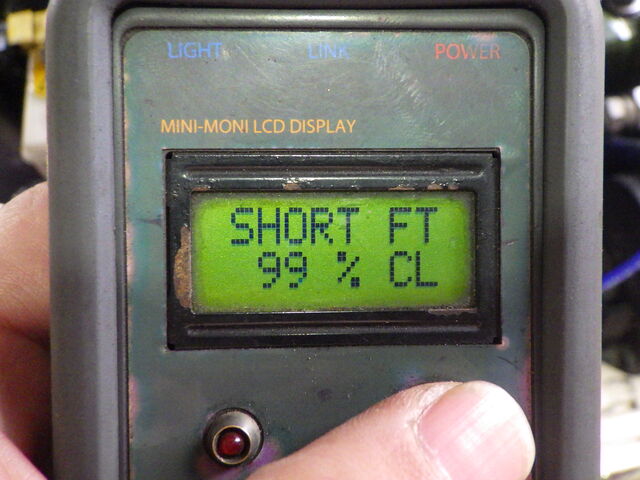 LIGHT LINK POWER
MINI-MONI LCD DISPLAY
SHORT FT
99 % CL